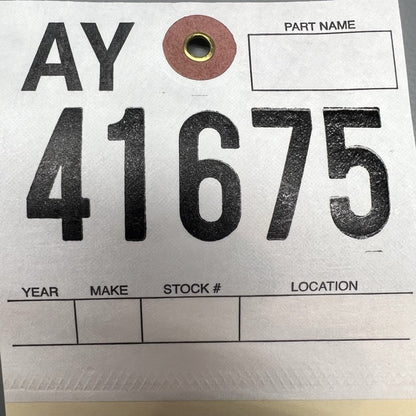 AY
PART NAME
41675
YEAR MAKE STOCK # LOCATION